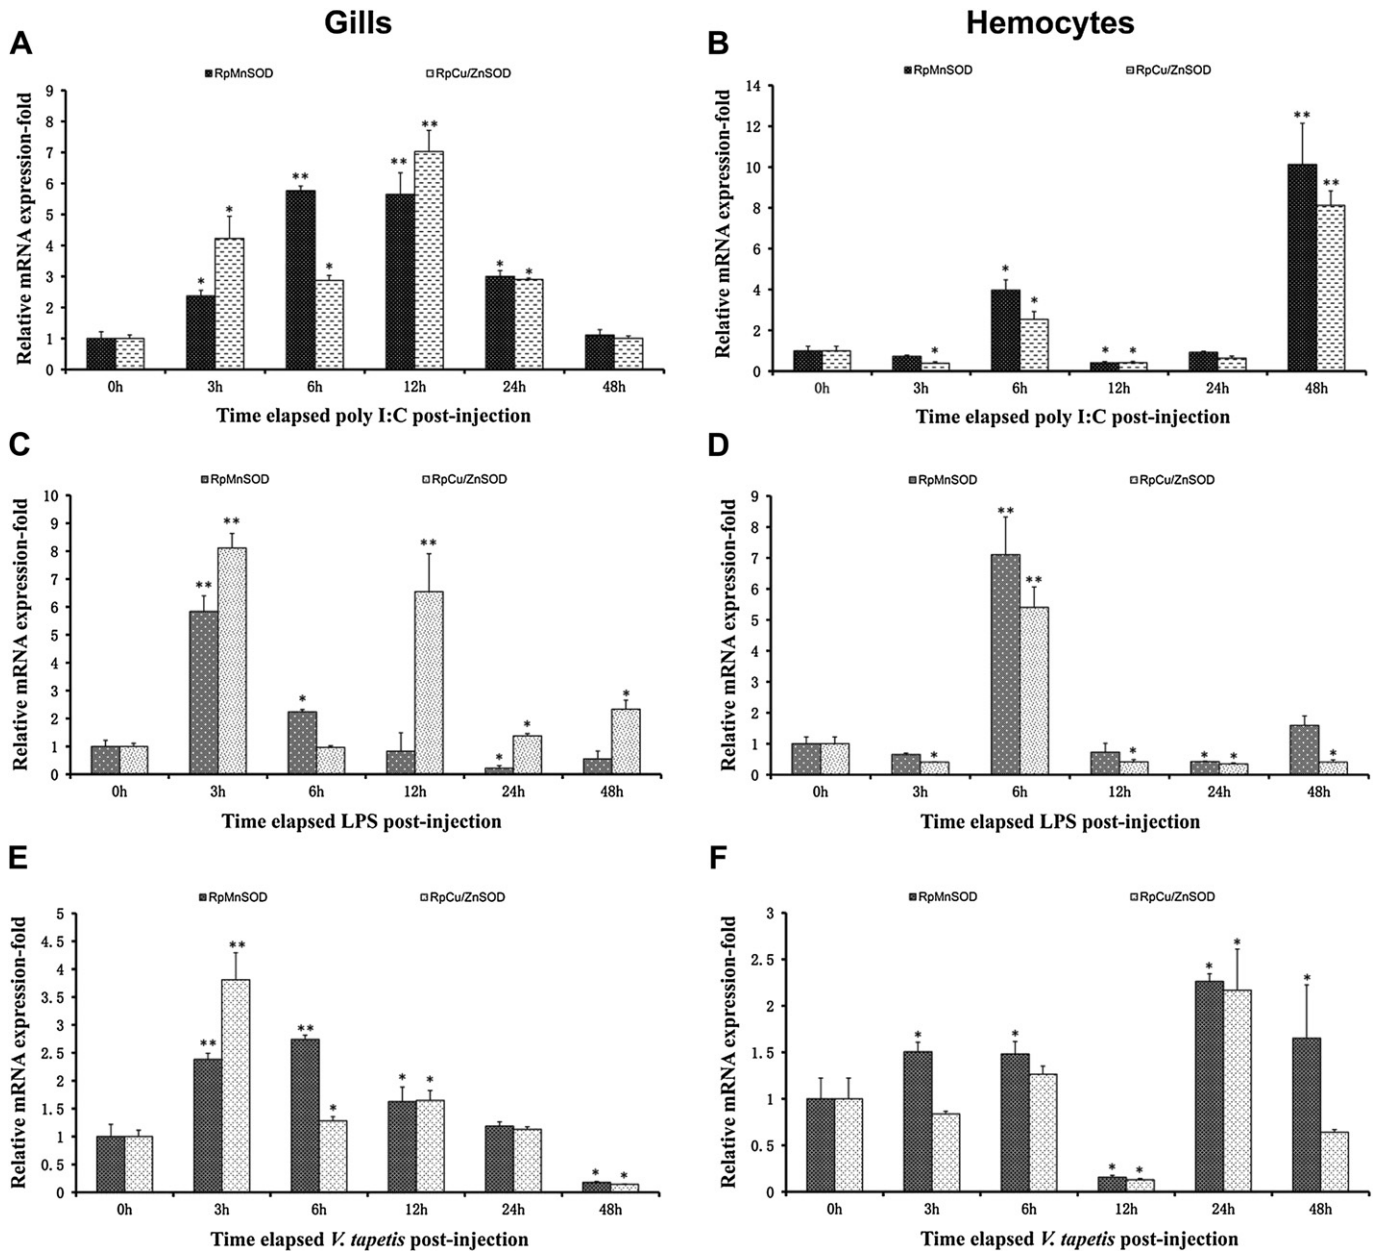 Gills
Hemocytes
A
RpMnSOD RpCu/ZnSOD
Relative mRNA expression-fold
9
8
7
6
5
4
3
2
1
0
** ** ** * * * * *
0h 3h 6h 12h 24h 48h
Time elapsed poly I:C post-injection
B
RpMnSOD RpCu/ZnSOD
Relative mRNA expression-fold
14
12
10
8
6
4
2
0
** ** * * * * *
0h 3h 6h 12h 24h 48h
Time elapsed poly I:C post-injection
C
RpMnSOD RpCu/ZnSOD
Relative mRNA expression-fold
10
9
8
7
6
5
4
3
2
1
0
** ** ** * * * *
0h 3h 6h 12h 24h 48h
Time elapsed LPS post-injection
D
RpMnSOD RpCu/ZnSOD
Relative mRNA expression-fold
9
8
7
6
5
4
3
2
1
0
** ** * * * * *
0h 3h 6h 12h 24h 48h
Time elapsed LPS post-injection
E
RpMnSOD RpCu/ZnSOD
Relative mRNA expression-fold
5
4.5
4
3.5
3
2.5
2
1.5
1
0.5
0
** ** ** * * * * *
0h 3h 6h 12h 24h 48h
Time elapsed V. tapetis post-injection
F
RpMnSOD RpCu/ZnSOD
Relative mRNA expression-fold
3
2.5
2
1.5
1
0.5
0
* * * * * * *
0h 3h 6h 12h 24h 48h
Time elapsed V. tapetis post-injection